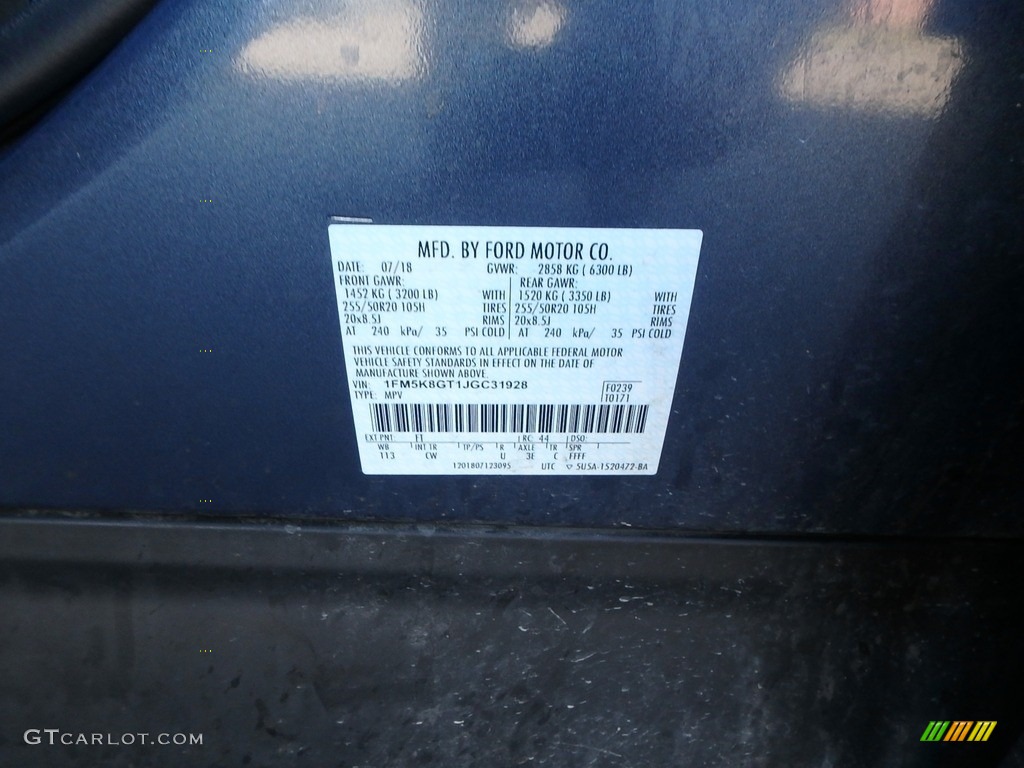 MFD. BY FORD MOTOR CO.
DATE: 07/18 GVWR: 2858 KG ( 6300 LB)
FRONT GAWR: REAR GAWR:
1452 KG ( 3200 LB) WITH 1520 KG ( 3350 LB) WITH
255/50R20 105H TIRES 255/50R20 105H TIRES
20x8.5J RIMS 20x8.5J RIMS
AT 240 kPa/ 35 PSI COLD AT 240 kPa/ 35 PSI COLD
THIS VEHICLE CONFORMS TO ALL APPLICABLE FEDERAL MOTOR
VEHICLE SAFETY STANDARDS IN EFFECT ON THE DATE OF
MANUFACTURE SHOWN ABOVE.
VIN: 1FM5K8GT1JGC31928 F0239
TYPE: MPV T0171
EXT PNT: FT RC: 44 DSO:
WB INT TR TP/PS R AXLE TR SPR
113 CW U 3E C FFFF
1201807123095 UTC ▽ 5U5A-1520472-BA
GTCARLOT.COM